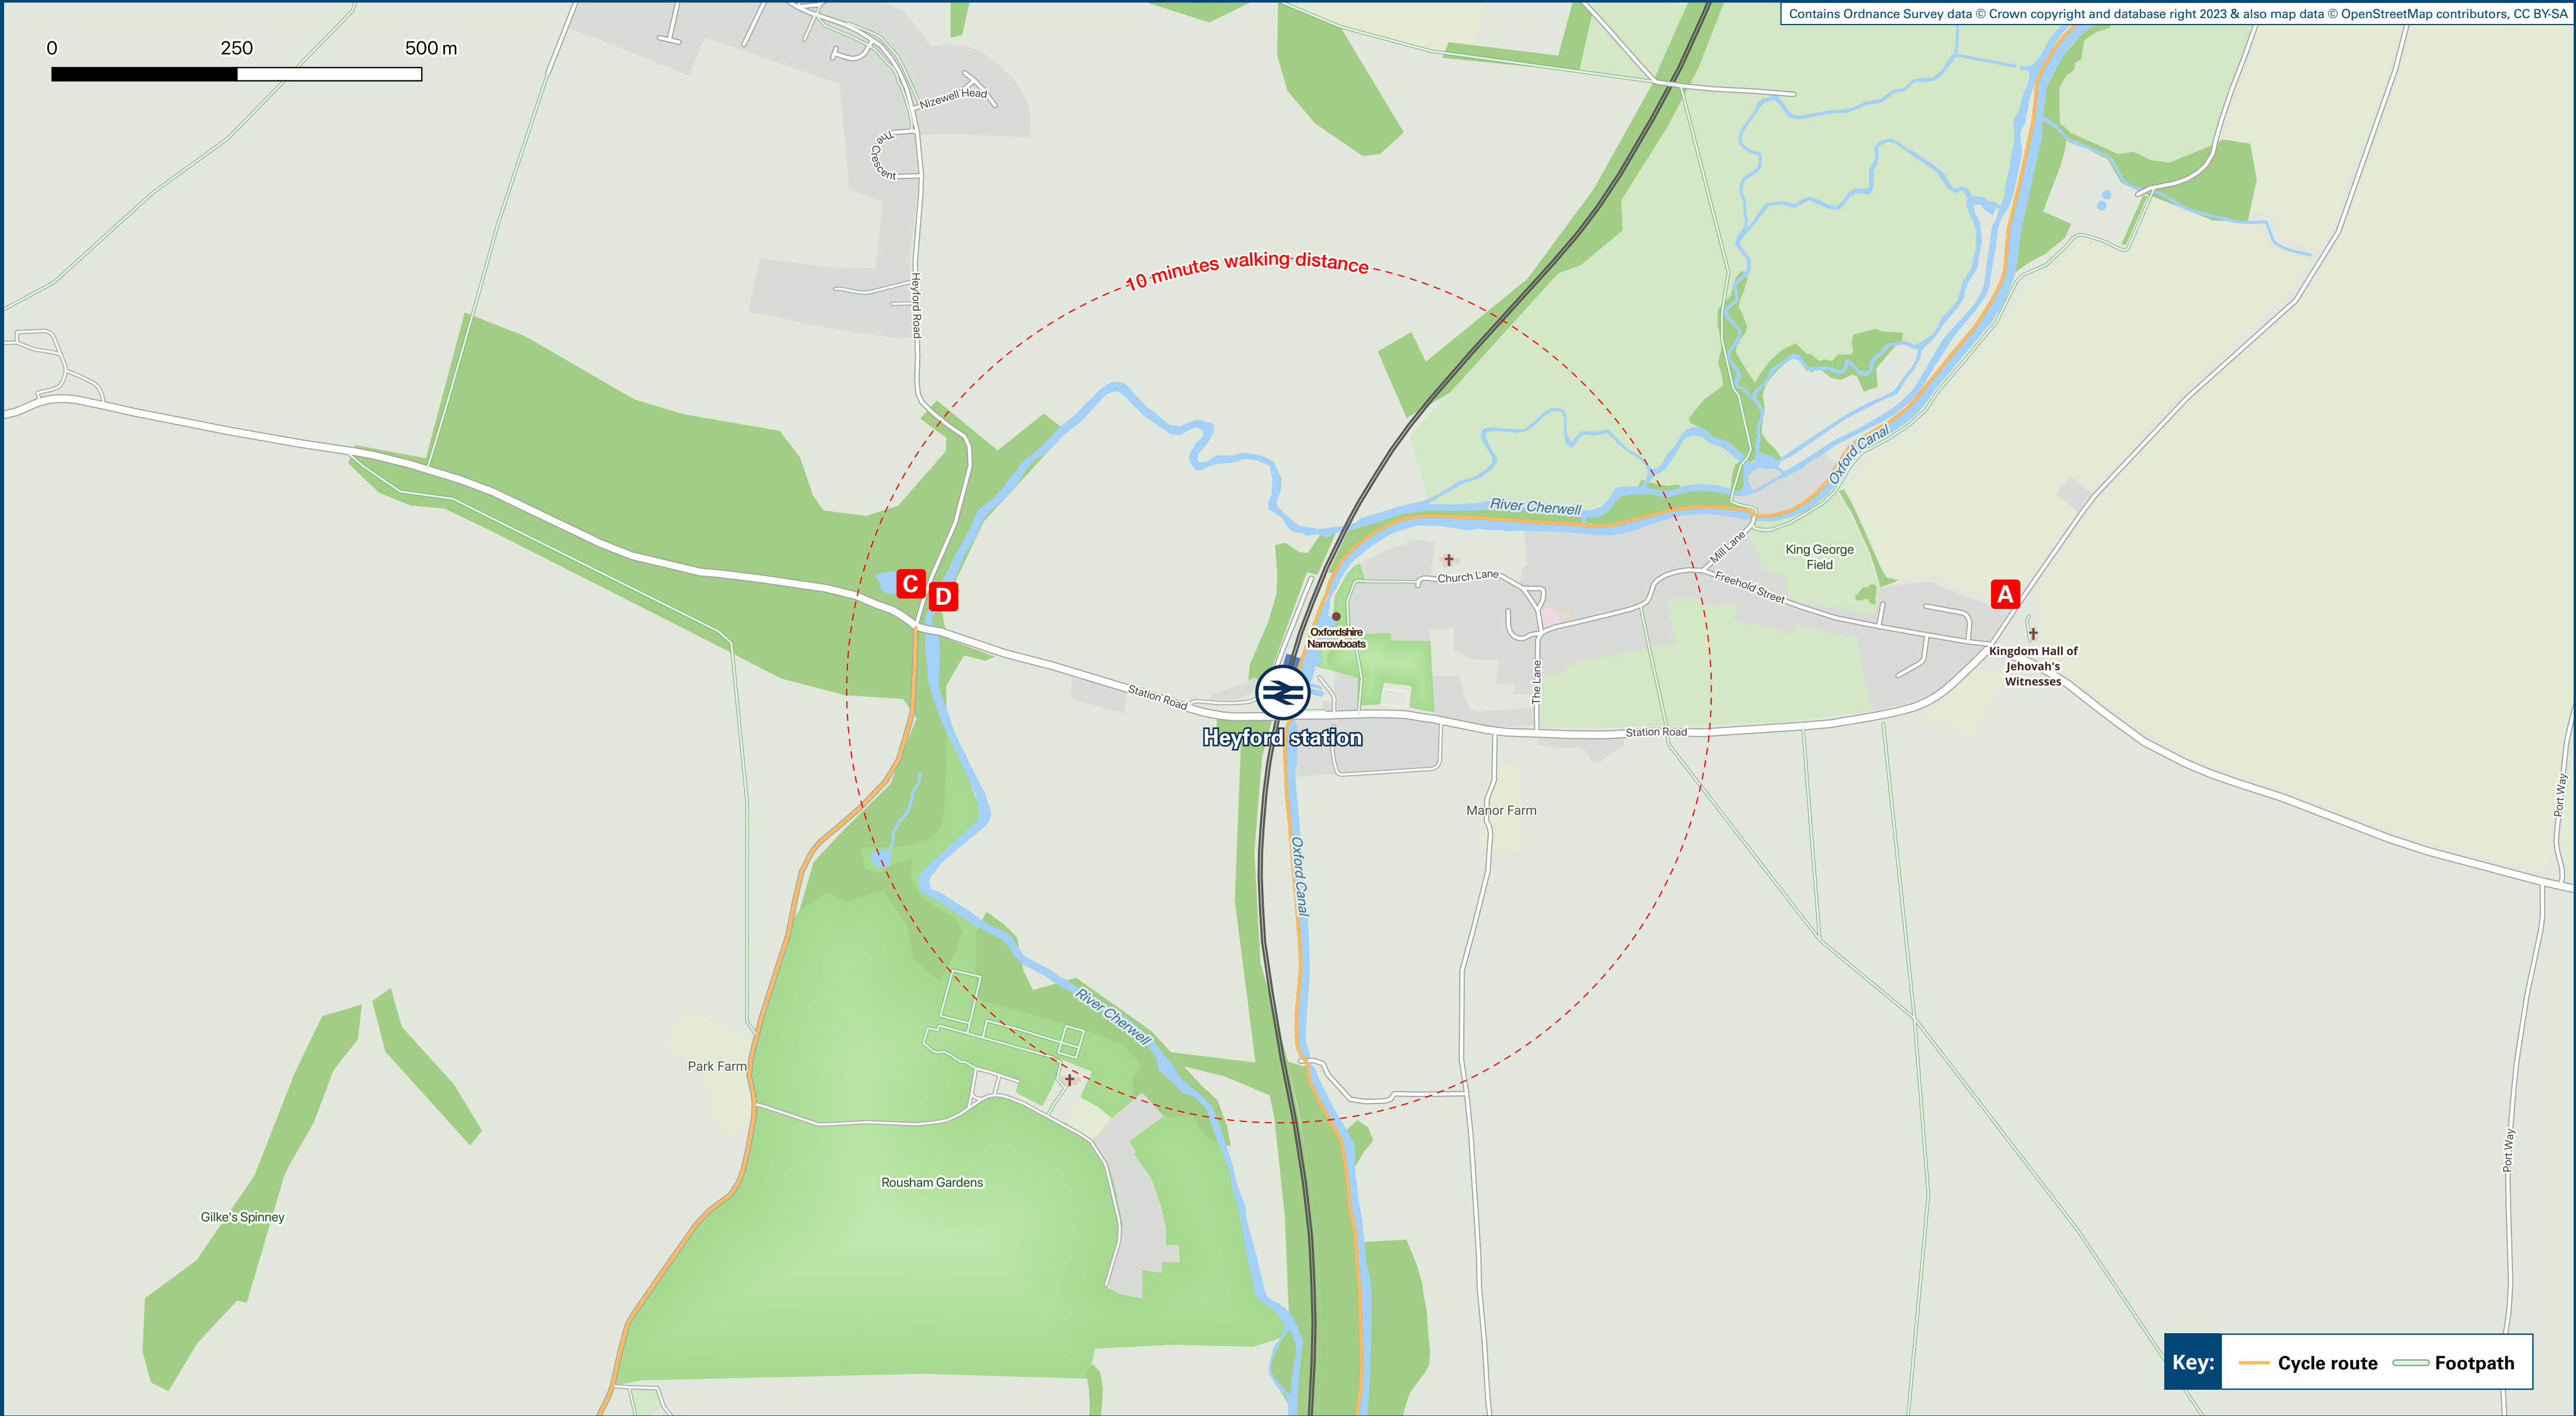 Contains Ordnance Survey data © Crown copyright and database right 2023 & also map data © OpenStreetMap contributors, CC BY-SA
0 250 500 m
Nizewell Head
The Crescent
Heyford Road
10 minutes walking distance
Oxford Canal
River Cherwell
Mill Lane
King George
Field
Church Lane
Freehold Street
C
D
A
Oxfordshire
Narrowboats
Kingdom Hall of
Jehovah's
Witnesses
The Lane
Station Road
Station Road
Heyford station
Port Way
Manor Farm
Oxford Canal
River Cherwell
Park Farm
Port Way
Rousham Gardens
Gilke's Spinney
Key: Cycle route Footpath